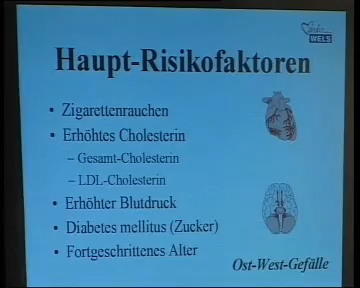 WELS
Haupt-Risikofaktoren
• Zigarettenrauchen
• Erhöhtes Cholesterin
– Gesamt-Cholesterin
– LDL-Cholesterin
• Erhöhter Blutdruck
• Diabetes mellitus (Zucker)
• Fortgeschrittenes Alter
Ost-West-Gefälle